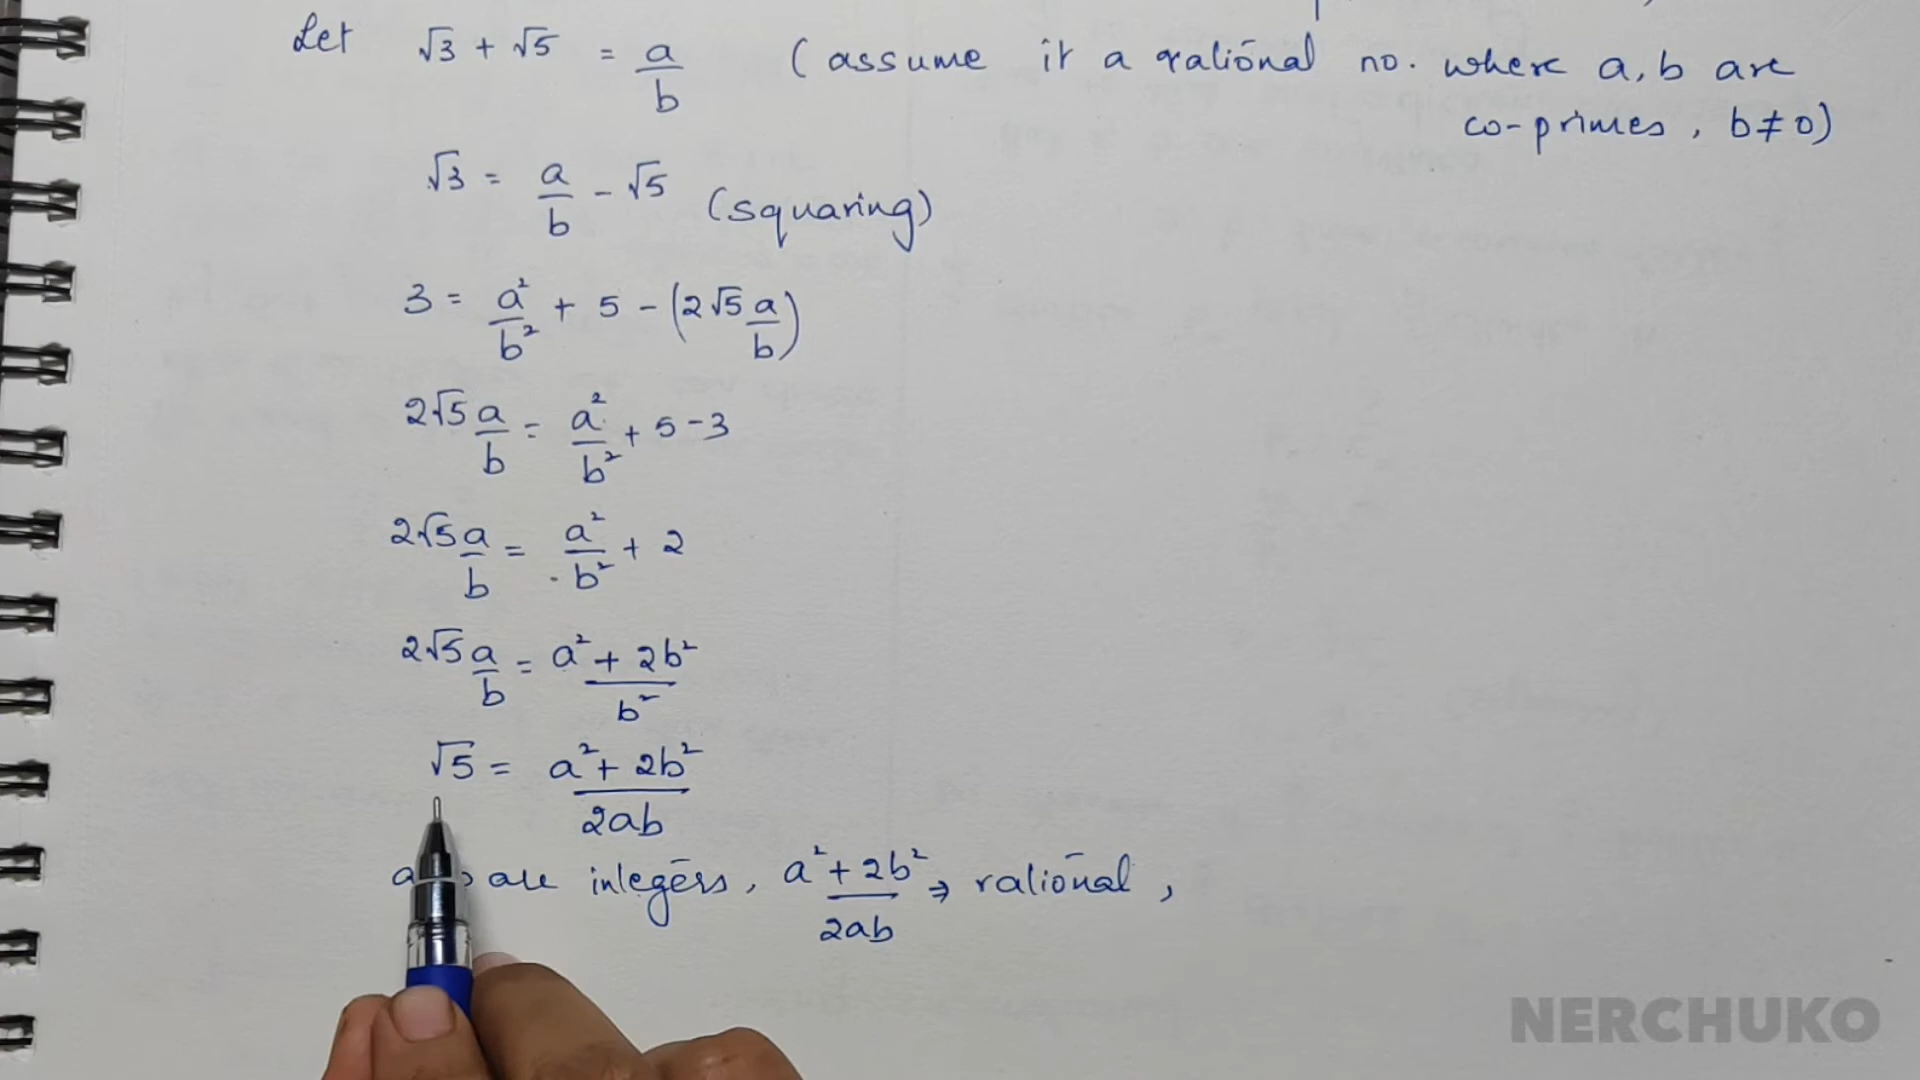 Let √3 + √5 = a/b (assume it a rational no. where a, b are
co-primes, b≠0)
√3 = a/b - √5 (squaring)
3 = a²/b² + 5 - (2√5 a/b)
2√5 a/b = a²/b² + 5-3
2√5 a/b = a²/b² + 2
2√5 a/b = a² + 2b²/b²
√5 = a² + 2b²/2ab
are integers, a² + 2b²/2ab ⇒ rational,
NERCHUKO